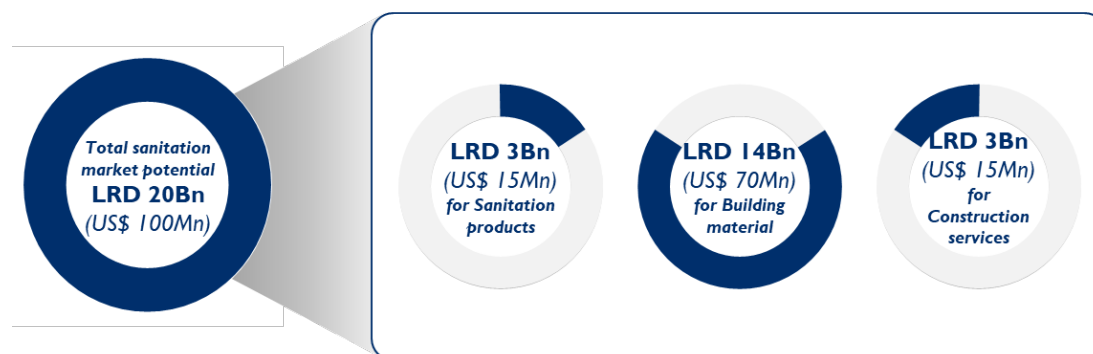 Total sanitation
market potential
LRD 20Bn
(US$ 100Mn)
LRD 3Bn
(US$ 15Mn)
for Sanitation
products
LRD 14Bn
(US$ 70Mn)
for Building
material
LRD 3Bn
(US$ 15Mn)
for
Construction
services